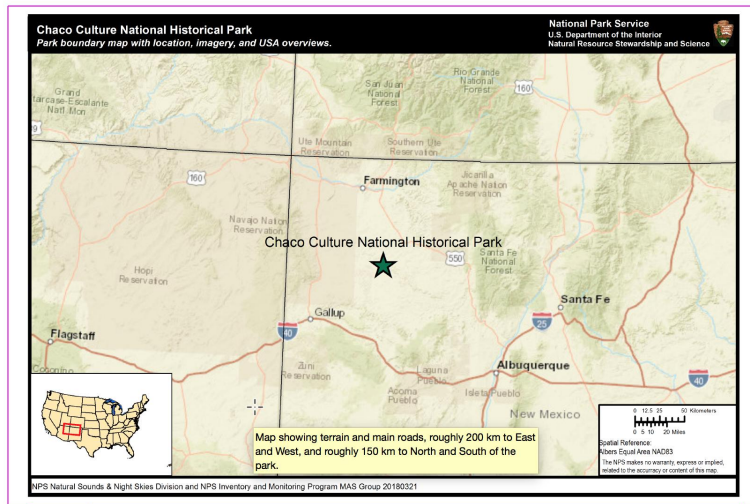 Chaco Culture National Historical Park
Park boundary map with location, imagery, and USA overviews.
National Park Service
U.S. Department of the Interior
Natural Resource Stewardship and Science
Grand
taircase-Escalante
Natl Mon
San Juan
National
Forest
Rio Grande
National
Forest
160
Ute Mountain
Reservation
Southern Ute
Reservation
160
Farmington
Jicarilla
Apache Nation
Reservation
Navajo Nation
Reservation
Chaco Culture National Historical Park
550
Santa Fe
National
Forest
Hopi
Reservation
Santa Fe
Gallup
40
25
Flagstaff
Coconino
Zuni
Reservation
Laguna
Pueblo
Albuquerque
40
Acoma
Pueblo
Isleta Pueblo
New Mexico
Map showing terrain and main roads, roughly 200 km to East
and West, and roughly 150 km to North and South of the
park.
0 12.5 25 50 Kilometers
0 5 10 20 Miles
Spatial Reference:
Albers Equal Area NAD83
The NPS makes no warranty, express or implied,
related to the accurracy or content of this map.
NPS Natural Sounds & Night Skies Division and NPS Inventory and Monitoring Program MAS Group 20180321